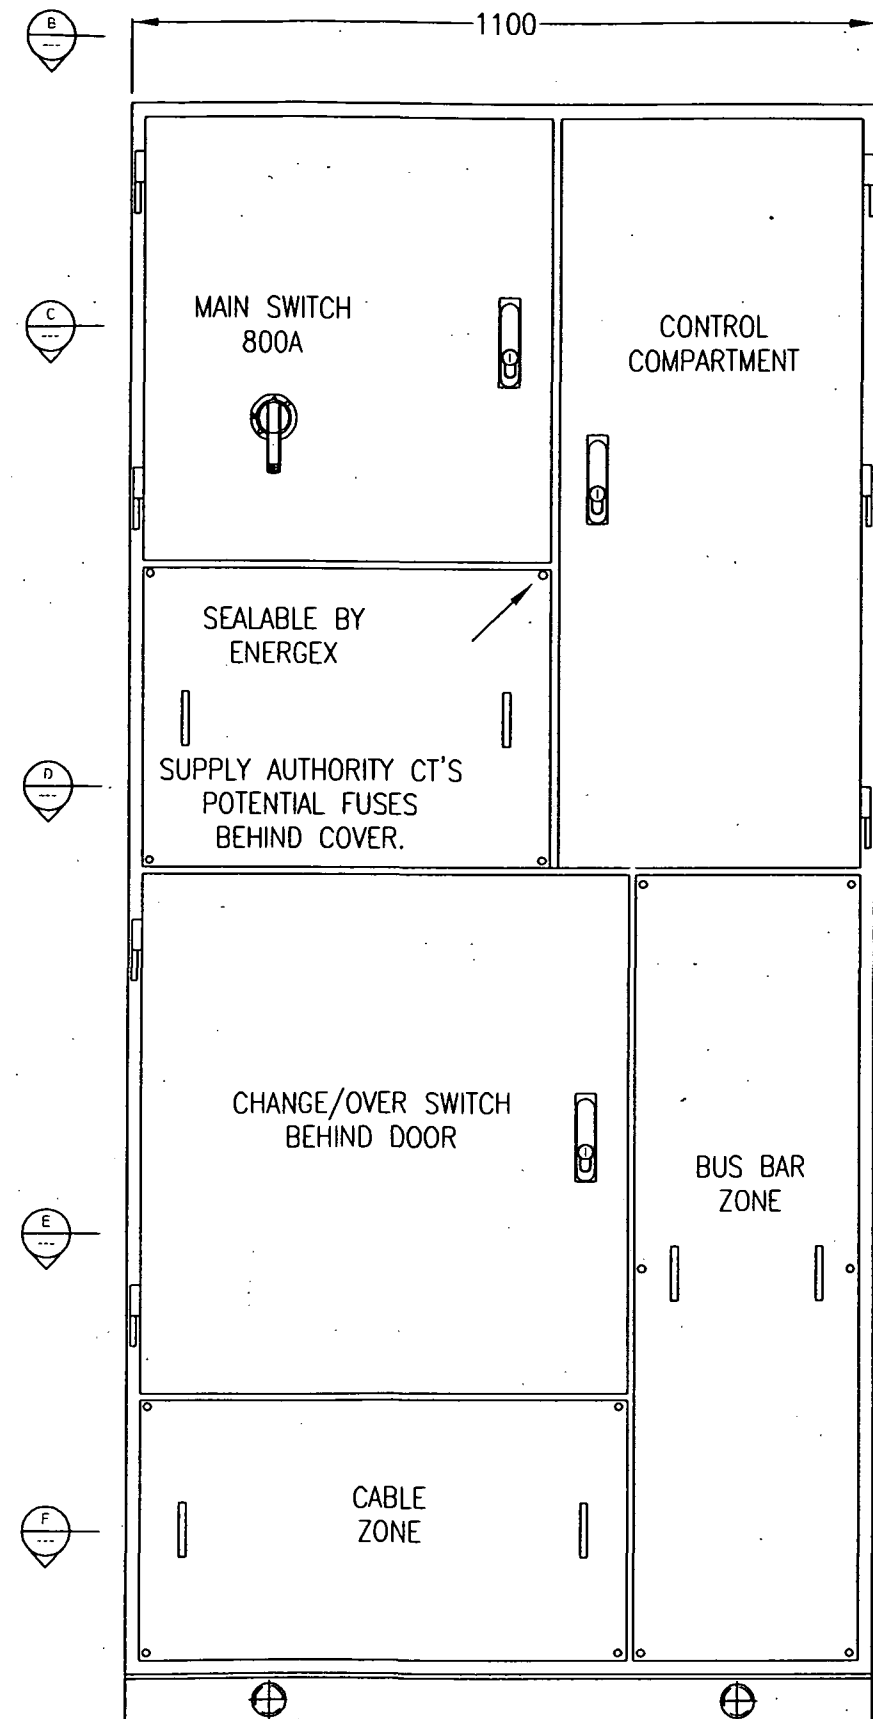 B
---
1100
MAIN SWITCH
800A
C
---
CONTROL
COMPARTMENT
SEALABLE BY
ENERGEX
D
---
SUPPLY AUTHORITY CT'S
POTENTIAL FUSES
BEHIND COVER.
CHANGE/OVER SWITCH
BEHIND DOOR
BUS BAR
ZONE
E
---
CABLE
ZONE
F
---